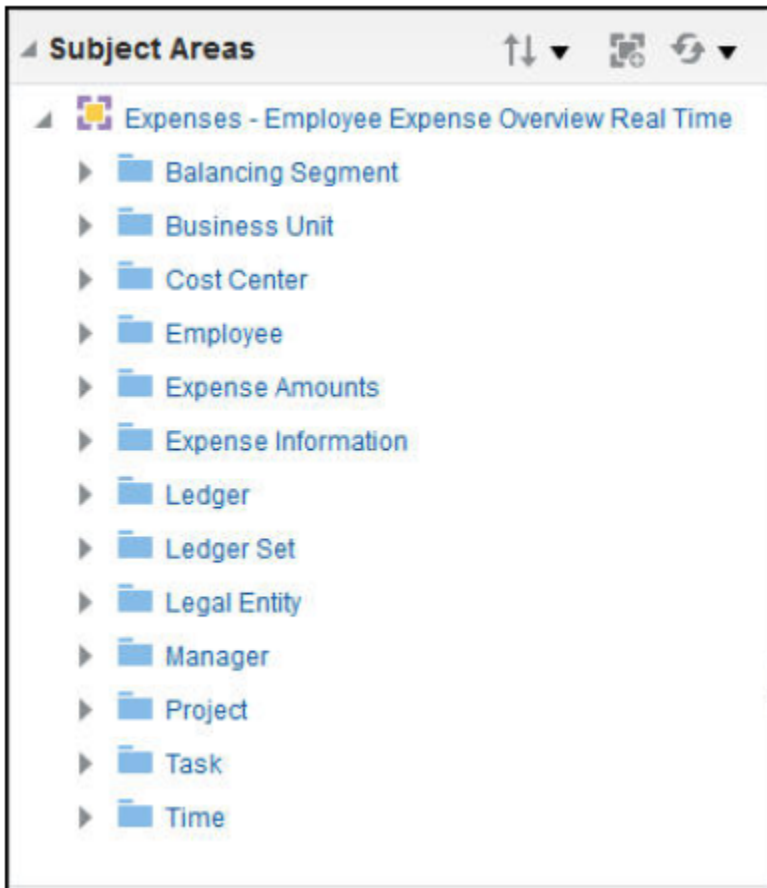 Subject Areas
Expenses - Employee Expense Overview Real Time
Balancing Segment
Business Unit
Cost Center
Employee
Expense Amounts
Expense Information
Ledger
Ledger Set
Legal Entity
Manager
Project
Task
Time